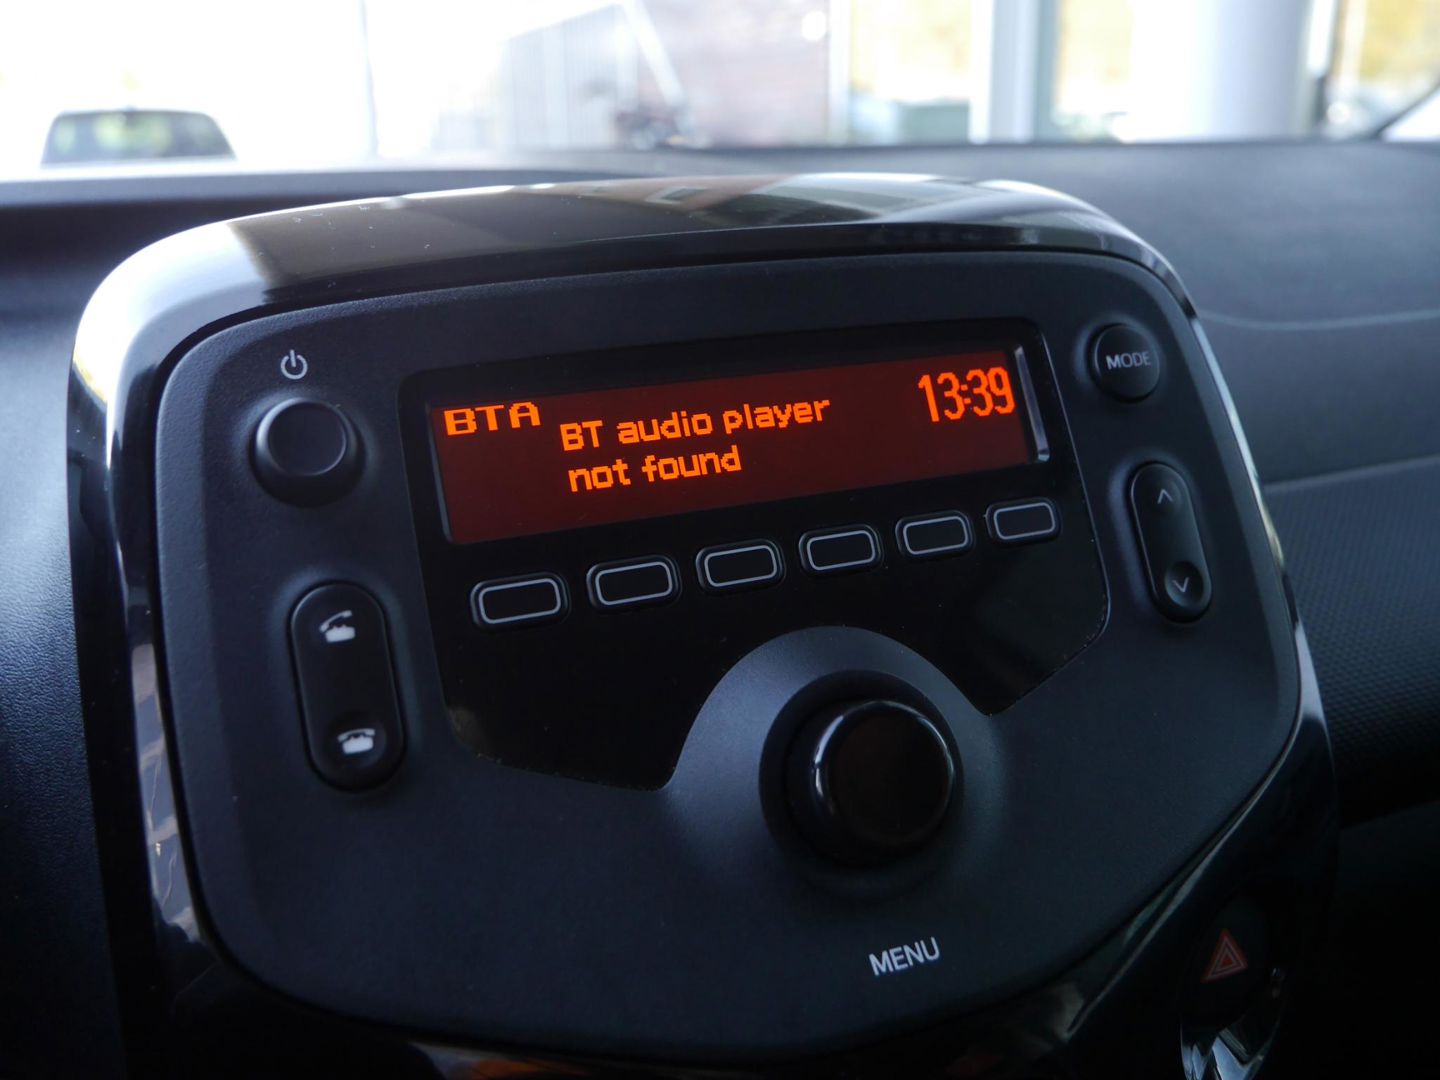 BTA
BT audio player
not found
13:39
MODE
MENU